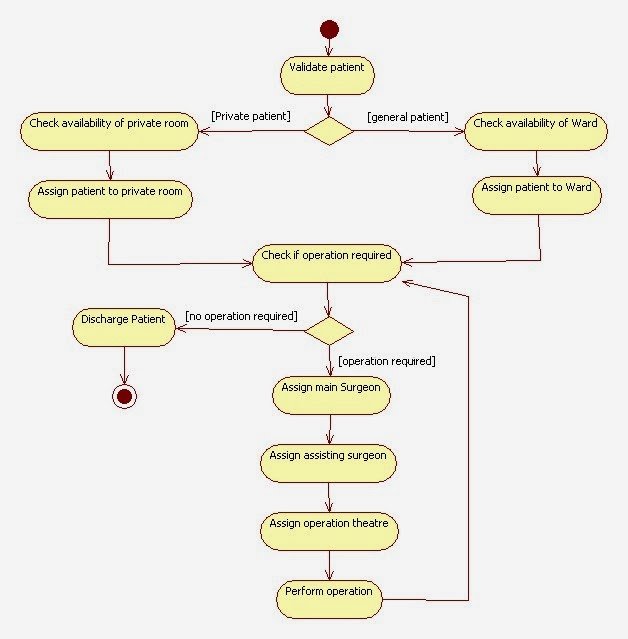 Validate patient
[Private patient]
[general patient]
Check availability of private room
Check availability of Ward
Assign patient to private room
Assign patient to Ward
Check if operation required
Discharge Patient
[no operation required]
[operation required]
Assign main Surgeon
Assign assisting surgeon
Assign operation theatre
Perform operation